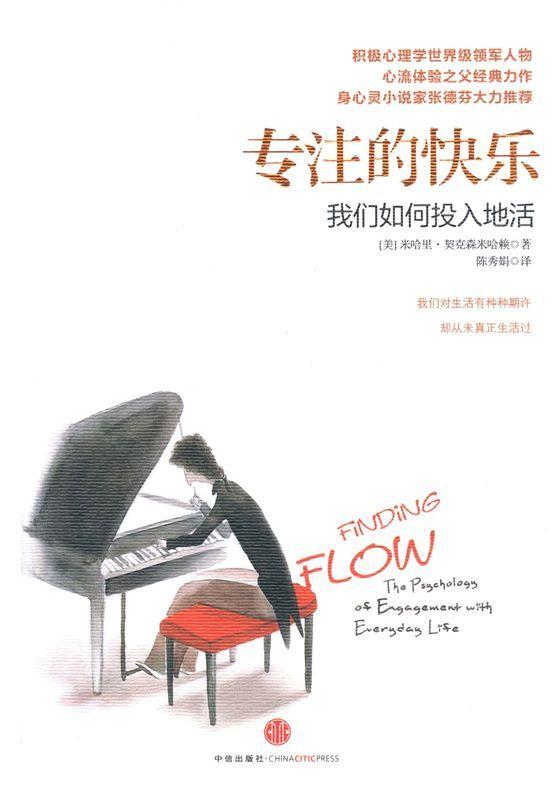 积极心理学世界级领军人物
心流体验之父经典力作
身心灵小说家张德芬大力推荐
专注的快乐
我们如何投入地活
[美] 米哈里·契克森米哈赖◎著
陈秀娟◎译
我们对生活有种种期许
却从未真正生活过
FINDING
FLOW
The Psychology
of Engagement with
Everyday Life
中信出版社·CHINACITICPRESS